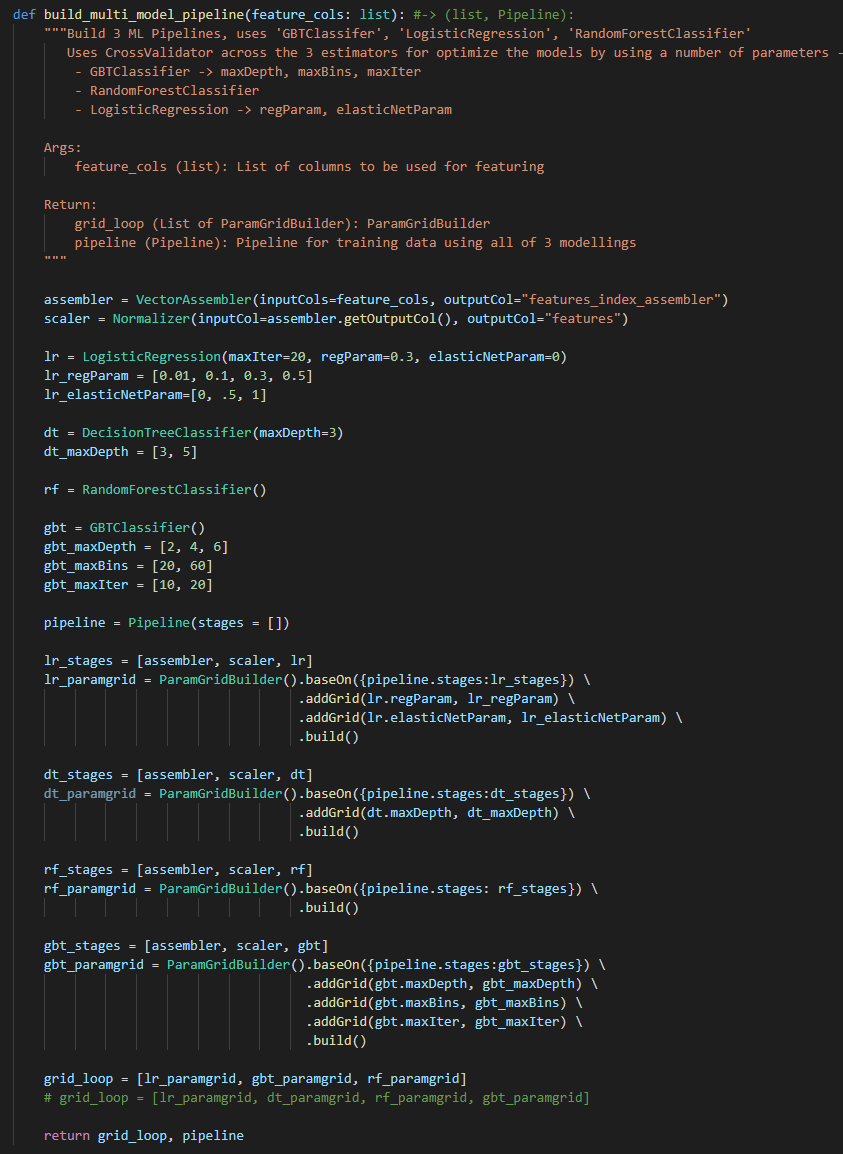 def build_multi_model_pipeline(feature_cols: list): #-> (list, Pipeline):
    """Build 3 ML Pipelines, uses 'GBTClassifer', 'LogisticRegression', 'RandomForestClassifier'
       Uses CrossValidator across the 3 estimators for optimize the models by using a number of parameters -
        - GBTClassifier -> maxDepth, maxBins, maxIter
        - RandomForestClassifier
        - LogisticRegression -> regParam, elasticNetParam

    Args:
        feature_cols (list): List of columns to be used for featuring

    Return:
        grid_loop (List of ParamGridBuilder): ParamGridBuilder
        pipeline (Pipeline): Pipeline for training data using all of 3 modellings
    """

    assembler = VectorAssembler(inputCols=feature_cols, outputCol="features_index_assembler")
    scaler = Normalizer(inputCol=assembler.getOutputCol(), outputCol="features")

    lr = LogisticRegression(maxIter=20, regParam=0.3, elasticNetParam=0)
    lr_regParam = [0.01, 0.1, 0.3, 0.5]
    lr_elasticNetParam=[0, .5, 1]

    dt = DecisionTreeClassifier(maxDepth=3)
    dt_maxDepth = [3, 5]

    rf = RandomForestClassifier()

    gbt = GBTClassifier()
    gbt_maxDepth = [2, 4, 6]
    gbt_maxBins = [20, 60]
    gbt_maxIter = [10, 20]

    pipeline = Pipeline(stages = [])

    lr_stages = [assembler, scaler, lr]
    lr_paramgrid = ParamGridBuilder().baseOn({pipeline.stages:lr_stages}) \
                                     .addGrid(lr.regParam, lr_regParam) \
                                     .addGrid(lr.elasticNetParam, lr_elasticNetParam) \
                                     .build()

    dt_stages = [assembler, scaler, dt]
    dt_paramgrid = ParamGridBuilder().baseOn({pipeline.stages:dt_stages}) \
                                     .addGrid(dt.maxDepth, dt_maxDepth) \
                                     .build()

    rf_stages = [assembler, scaler, rf]
    rf_paramgrid = ParamGridBuilder().baseOn({pipeline.stages: rf_stages}) \
                                     .build()

    gbt_stages = [assembler, scaler, gbt]
    gbt_paramgrid = ParamGridBuilder().baseOn({pipeline.stages:gbt_stages}) \
                                      .addGrid(gbt.maxDepth, gbt_maxDepth) \
                                      .addGrid(gbt.maxBins, gbt_maxBins) \
                                      .addGrid(gbt.maxIter, gbt_maxIter) \
                                      .build()

    grid_loop = [lr_paramgrid, gbt_paramgrid, rf_paramgrid]
    # grid_loop = [lr_paramgrid, dt_paramgrid, rf_paramgrid, gbt_paramgrid]

    return grid_loop, pipeline